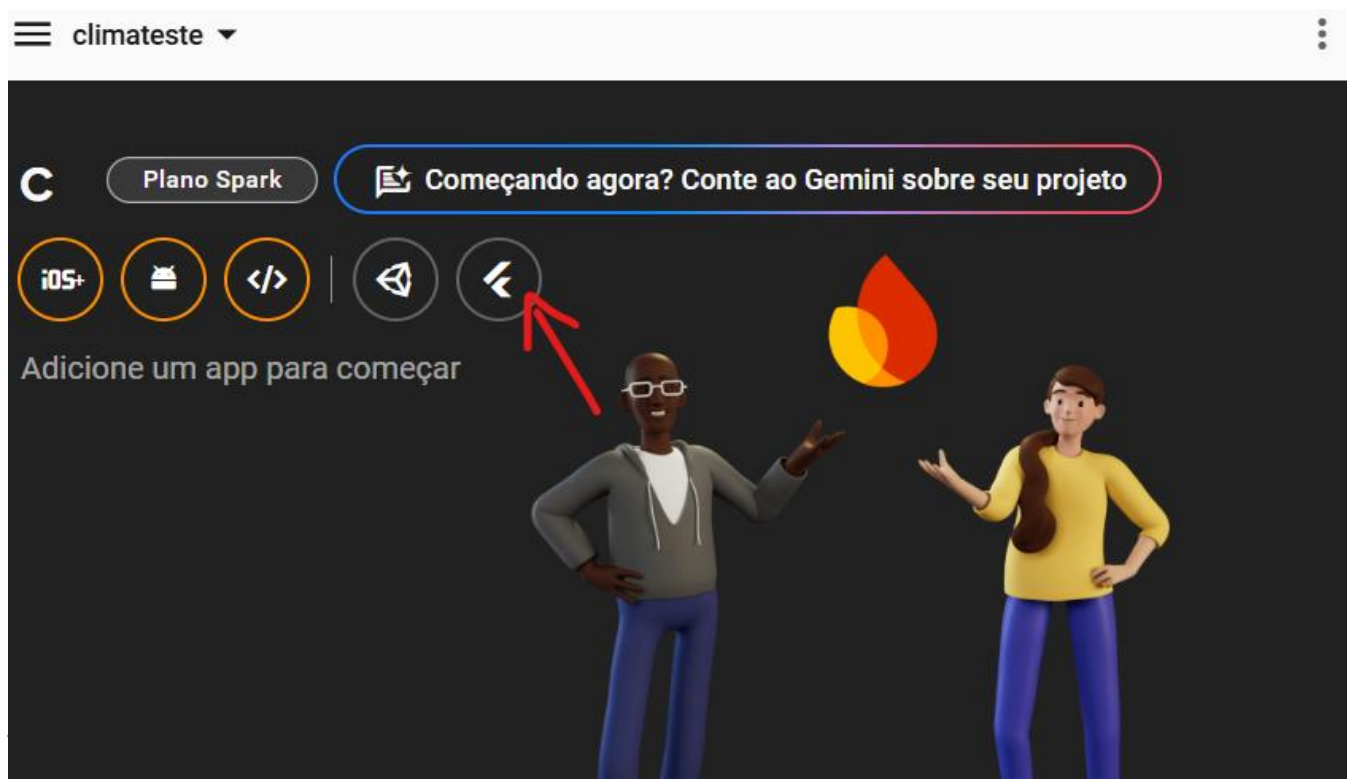 climateste
C
Plano Spark
Começando agora? Conte ao Gemini sobre seu projeto
iOS+
</>
Adicione um app para começar